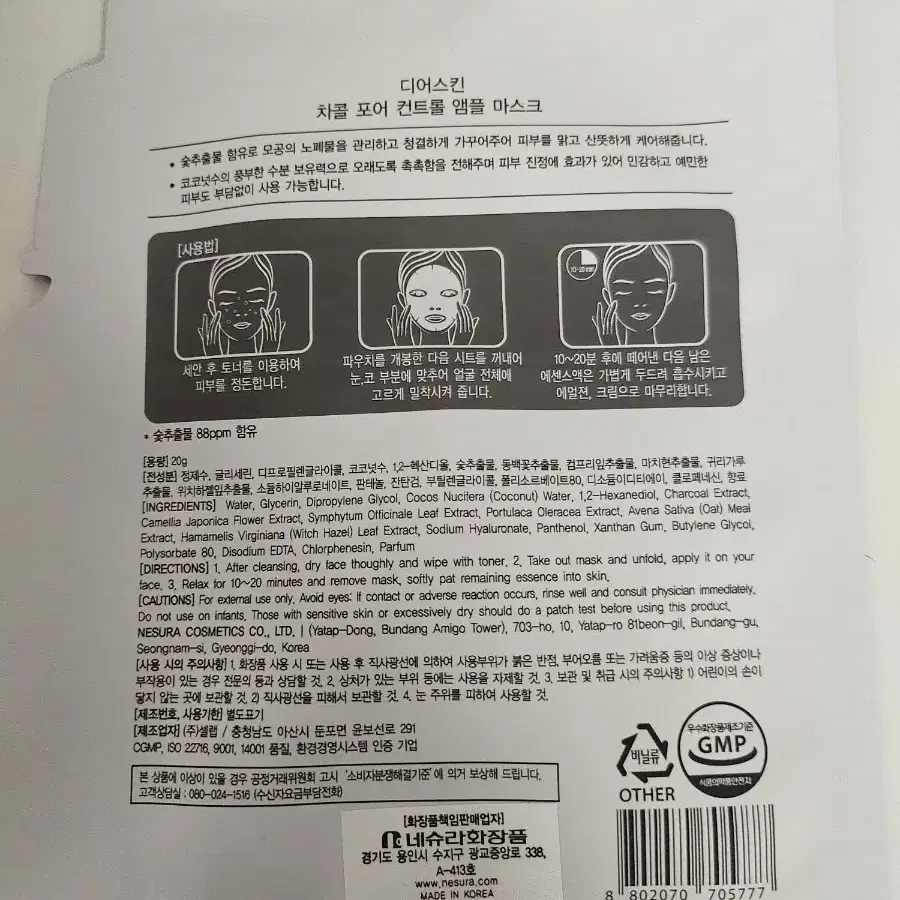 디어스킨
차콜 포어 컨트롤 앰플 마스크
• 숯추출물 함유로 모공의 노폐물을 관리하고 청결하게 가꾸어주어 피부를 맑고 산뜻하게 케어해줍니다.
• 코코넛수의 풍부한 수분 보유력으로 오래도록 촉촉함을 전해주며 피부 진정에 효과가 있어 민감하고 예민한
피부도 부담없이 사용 가능합니다.
[사용법]
10~20min
세안 후 토너를 이용하여
피부를 정돈합니다.
파우치를 개봉한 다음 시트를 꺼내어
눈,코 부분에 맞추어 얼굴 전체에
고르게 밀착시켜 줍니다.
10~20분 후에 떼어낸 다음 남은
에센스액은 가볍게 두드려 흡수시키고
에멀젼, 크림으로 마무리합니다.
* 숯추출물 88ppm 함유
[용량] 20g
[전성분] 정제수, 글리세린, 디프로필렌글라이콜, 코코넛수, 1,2-헥산디올, 숯추출물, 동백꽃추출물, 컴프리잎추출물, 마치현추출물, 귀리가루
추출물, 위치하젤잎추출물, 소듐하이알루로네이트, 판테놀, 잔탄검, 부틸렌글라이콜, 폴리소르베이트80, 디소듐이디티에이, 클로페네신, 향료
[INGREDIENTS] Water, Glycerin, Dipropylene Glycol, Cocos Nucifera (Coconut) Water, 1,2-Hexanediol, Charcoal Extract,
Camellia Japonica Flower Extract, Symphytum Officinale Leaf Extract, Portulaca Oleracea Extract, Avena Sativa (Oat) Meal
Extract, Hamamelis Virginiana (Witch Hazel) Leaf Extract, Sodium Hyaluronate, Panthenol, Xanthan Gum, Butylene Glycol,
Polysorbate 80, Disodium EDTA, Chlorphenesin, Parfum
[DIRECTIONS] 1. After cleansing, dry face thoughly and wipe with toner. 2. Take out mask and unfold, apply it on your
face. 3. Relax for 10~20 minutes and remove mask, softly pat remaining essence into skin.
[CAUTIONS] For external use only. Avoid eyes: If contact or adverse reaction occurs, rinse well and consult physician immediately.
Do not use on infants. Those with sensitive skin or excessively dry should do a patch test before using this product.
NESURA COSMETICS CO., LTD. | (Yatap-Dong, Bundang Amigo Tower), 703-ho, 10, Yatap-ro 81beon-gil, Bundang-gu,
Seongnam-si, Gyeonggi-do, Korea
[사용 시의 주의사항] 1. 화장품 사용 시 또는 사용 후 직사광선에 의하여 사용부위가 붉은 반점, 부어오름 또는 가려움증 등의 이상 증상이나
부작용이 있는 경우 전문의 등과 상담할 것. 2. 상처가 있는 부위 등에는 사용을 자제할 것. 3. 보관 및 취급 시의 주의사항 1) 어린이의 손이
닿지 않는 곳에 보관할 것. 2) 직사광선을 피해서 보관할 것. 4. 눈 주위를 피하여 사용할 것.
[제조번호, 사용기한] 별도표기
[제조업자] (주)셀랩 / 충청남도 아산시 둔포면 윤보선로 291
CGMP, ISO 22716, 9001, 14001 품질, 환경경영시스템 인증 기업
본 상품에 이상이 있을 경우 공정거래위원회 고시 '소비자분쟁해결기준' 에 의거 보상해 드립니다.
고객상담실 : 080-024-1516 (수신자요금부담전화)
비닐류
OTHER
우수화장품제조기준
GMP
식품의약품안전처
[화장품책임판매업자]
네슈라화장품
경기도 용인시 수지구 광교중앙로 338,
A-413호
www.nesura.com
MADE IN KOREA
8 802070 705777